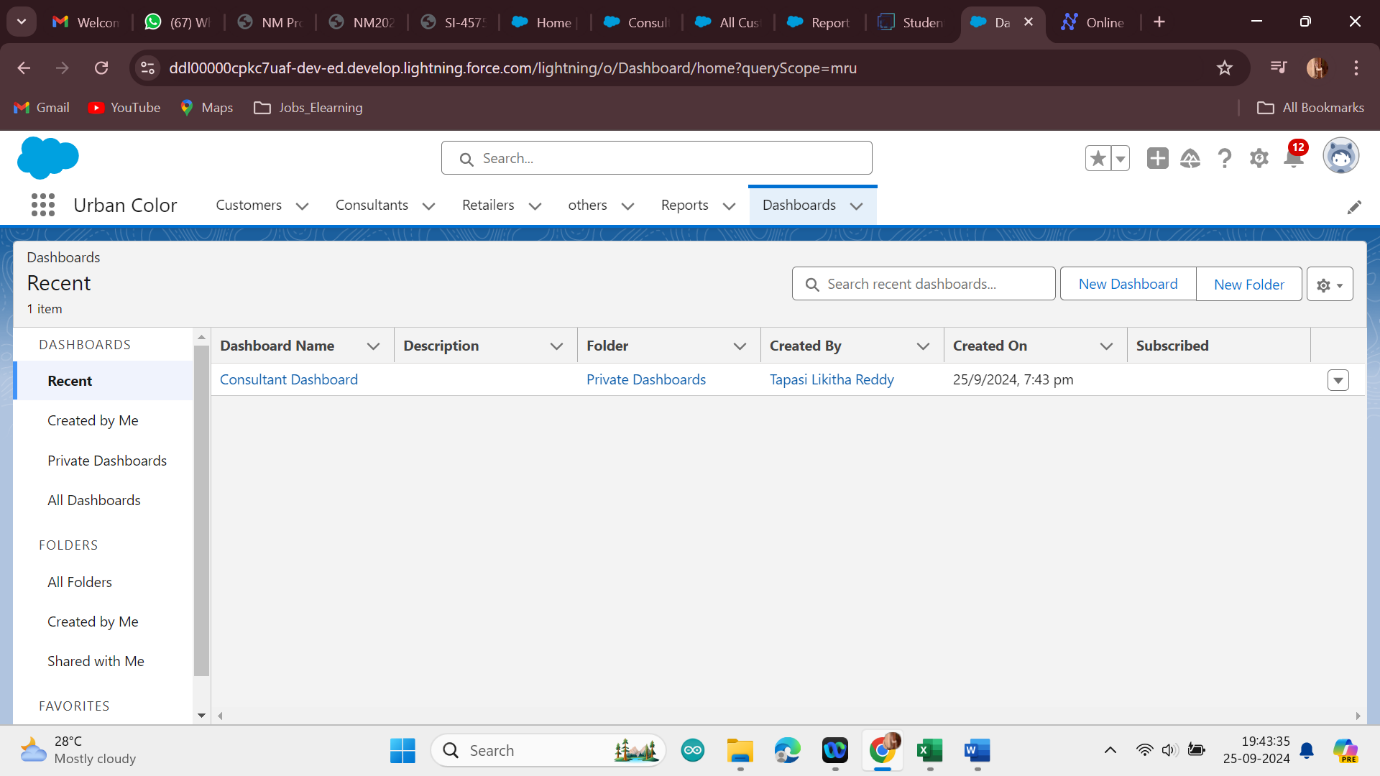 Welcon
(67) W
NM Pr
NM202
SI-4575
Home |
Consul
All Cus
Report
Studen
Da
Online
ddl00000cpkc7uaf-dev-ed.develop.lightning.force.com/lightning/o/Dashboard/home?queryScope=mru
Gmail YouTube Maps Jobs_Elearning All Bookmarks
Search...
12
Urban Color Customers Consultants Retailers others Reports Dashboards
Dashboards
Recent
1 item
Search recent dashboards...
New Dashboard New Folder
DASHBOARDS
Recent
Created by Me
Private Dashboards
All Dashboards
FOLDERS
All Folders
Created by Me
Shared with Me
FAVORITES
Dashboard Name Description Folder Created By Created On Subscribed
Consultant Dashboard Private Dashboards Tapasi Likitha Reddy 25/9/2024, 7:43 pm
28°C
Mostly cloudy
Search
19:43:35
25-09-2024
PRE